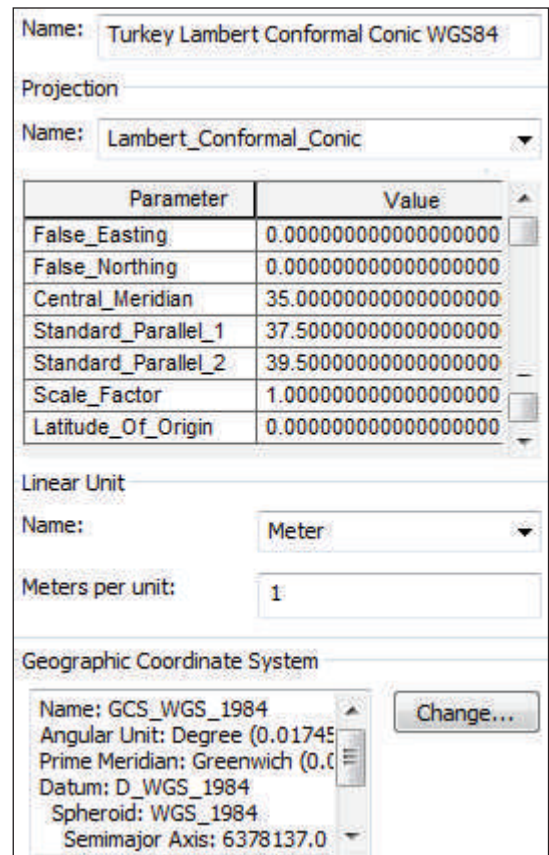 Name: Turkey Lambert Conformal Conic WGS84
Projection
Name: Lambert_Conformal_Conic
Parameter Value
False_Easting 0.000000000000000000
False_Northing 0.000000000000000000
Central_Meridian 35.00000000000000000
Standard_Parallel_1 37.50000000000000000
Standard_Parallel_2 39.50000000000000000
Scale_Factor 1.000000000000000000
Latitude_Of_Origin 0.000000000000000000
Linear Unit
Name: Meter
Meters per unit: 1
Geographic Coordinate System
Name: GCS_WGS_1984
Change...
Angular Unit: Degree (0.01745
Prime Meridian: Greenwich (0.0
Datum: D_WGS_1984
Spheroid: WGS_1984
Semimajor Axis: 6378137.0